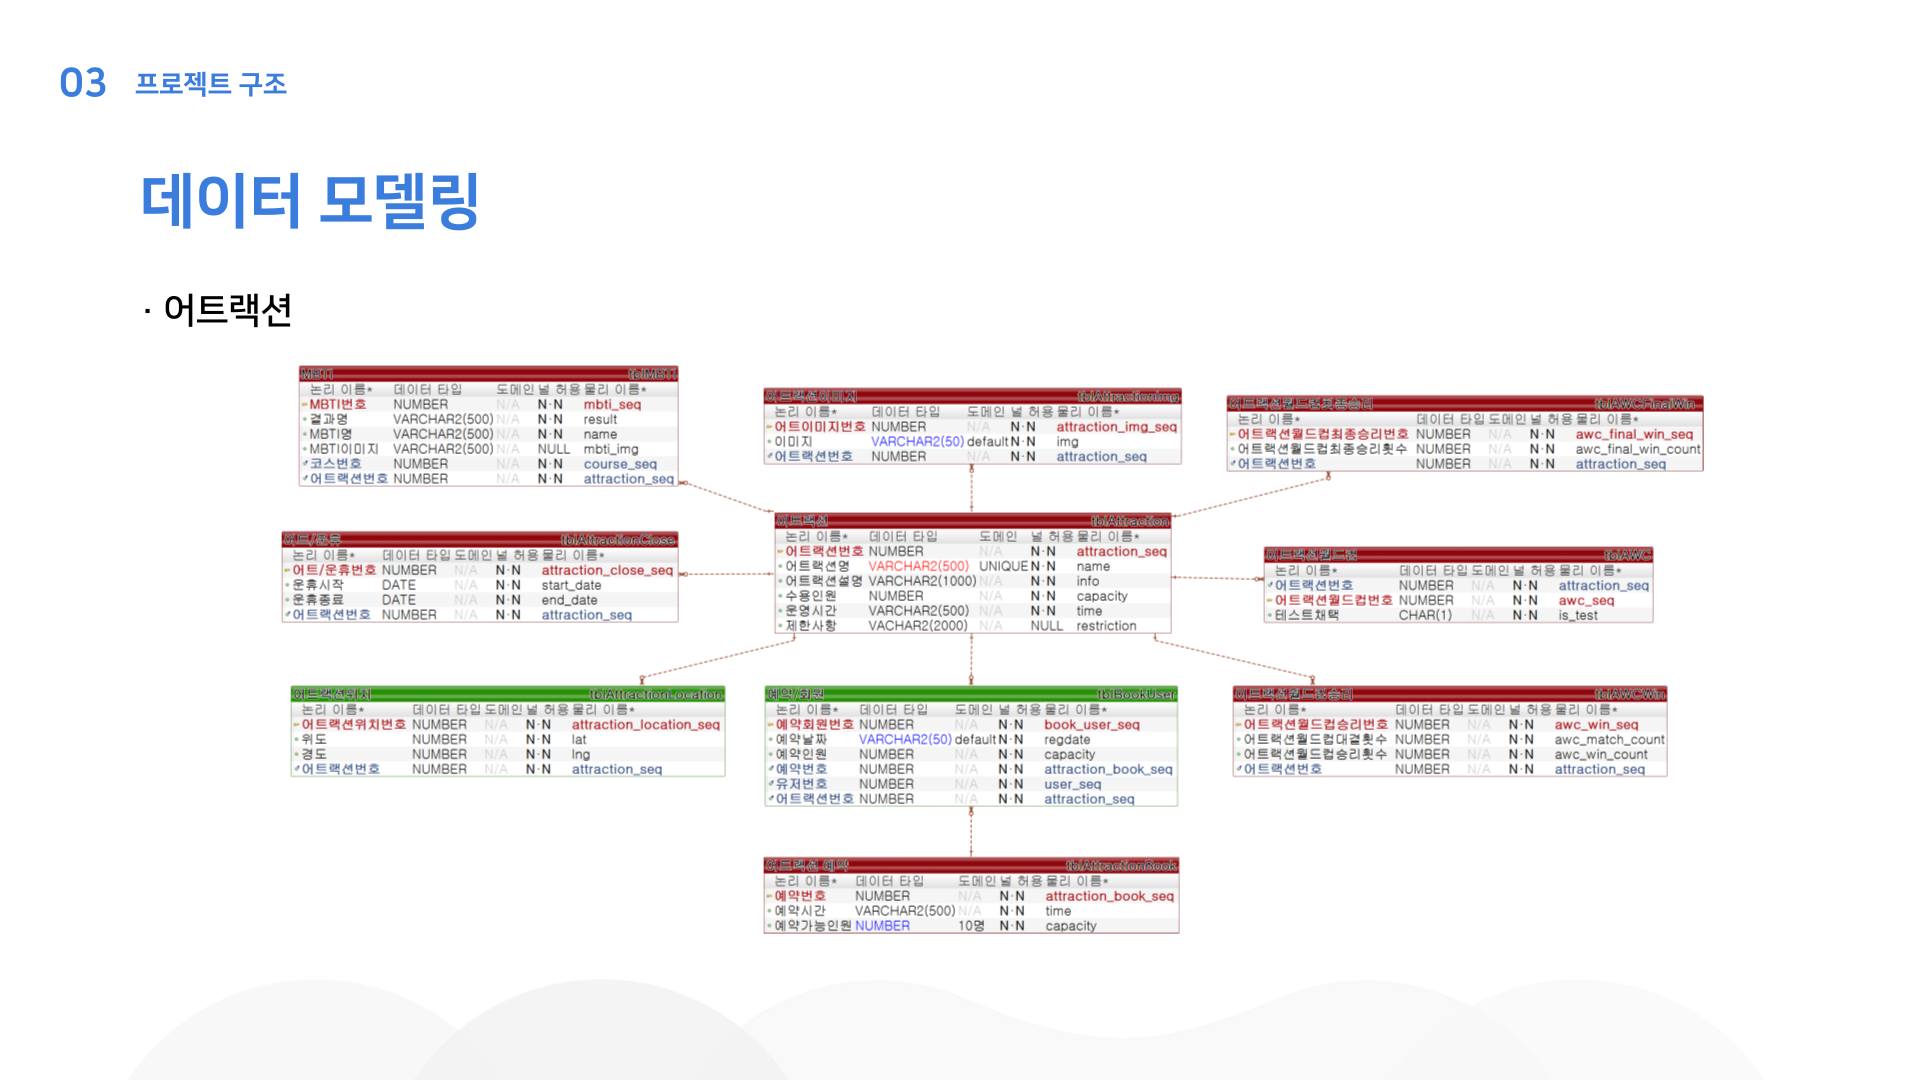 03 프로젝트 구조
데이터 모델링
· 어트랙션
MBTI tblMBTI
논리 이름* 데이터 타입 도메인 널 허용 물리 이름*
MBTI번호 NUMBER N/A N·N mbti_seq
결과명 VARCHAR2(500) N/A N·N result
MBTI명 VARCHAR2(500) N/A N·N name
MBTI이미지 VARCHAR2(500) N/A NULL mbti_img
코스번호 NUMBER N/A N·N course_seq
어트랙션번호 NUMBER N/A N·N attraction_seq
어트랙션이미지 tblAttractionImg
논리 이름* 데이터 타입 도메인 널 허용 물리 이름*
어트이미지번호 NUMBER N/A N·N attraction_img_seq
이미지 VARCHAR2(50) default N·N img
어트랙션번호 NUMBER N/A N·N attraction_seq
어트랙션월드컵최종승리 tblAWCFinalWin
논리 이름* 데이터 타입 도메인 널 허용 물리 이름*
어트랙션월드컵최종승리번호 NUMBER N/A N·N awc_final_win_seq
어트랙션월드컵최종승리횟수 NUMBER N/A N·N awc_final_win_count
어트랙션번호 NUMBER N/A N·N attraction_seq
어트/운휴 tblAttractionClose
논리 이름* 데이터 타입 도메인 널 허용 물리 이름*
어트/운휴번호 NUMBER N/A N·N attraction_close_seq
운휴시작 DATE N/A N·N start_date
운휴종료 DATE N/A N·N end_date
어트랙션번호 NUMBER N/A N·N attraction_seq
어트랙션 tblAttraction
논리 이름* 데이터 타입 도메인 널 허용 물리 이름*
어트랙션번호 NUMBER N/A N·N attraction_seq
어트랙션명 VARCHAR2(500) UNIQUE N·N name
어트랙션설명 VARCHAR2(1000) N/A N·N info
수용인원 NUMBER N/A N·N capacity
운영시간 VARCHAR2(500) N/A N·N time
제한사항 VACHAR2(2000) N/A NULL restriction
어트랙션월드컵 tblAWC
논리 이름* 데이터 타입 도메인 널 허용 물리 이름*
어트랙션번호 NUMBER N/A N·N attraction_seq
어트랙션월드컵번호 NUMBER N/A N·N awc_seq
테스트채택 CHAR(1) N/A N·N is_test
어트랙션위치 tblAttractionLocation
논리 이름* 데이터 타입 도메인 널 허용 물리 이름*
어트랙션위치번호 NUMBER N/A N·N attraction_location_seq
위도 NUMBER N/A N·N lat
경도 NUMBER N/A N·N lng
어트랙션번호 NUMBER N/A N·N attraction_seq
예약/회원 tblBookUser
논리 이름* 데이터 타입 도메인 널 허용 물리 이름*
예약회원번호 NUMBER N/A N·N book_user_seq
예약날짜 VARCHAR2(50) default N·N regdate
예약인원 NUMBER N/A N·N capacity
예약번호 NUMBER N/A N·N attraction_book_seq
유저번호 NUMBER N/A N·N user_seq
어트랙션번호 NUMBER N/A N·N attraction_seq
어트랙션월드컵승리 tblAWCWin
논리 이름* 데이터 타입 도메인 널 허용 물리 이름*
어트랙션월드컵승리번호 NUMBER N/A N·N awc_win_seq
어트랙션월드컵대결횟수 NUMBER N/A N·N awc_match_count
어트랙션월드컵승리횟수 NUMBER N/A N·N awc_win_count
어트랙션번호 NUMBER N/A N·N attraction_seq
어트랙션 예약 tblAttractionBook
논리 이름* 데이터 타입 도메인 널 허용 물리 이름*
예약번호 NUMBER N/A N·N attraction_book_seq
예약시간 VARCHAR2(500) N/A N·N time
예약가능인원 NUMBER 10명 N·N capacity